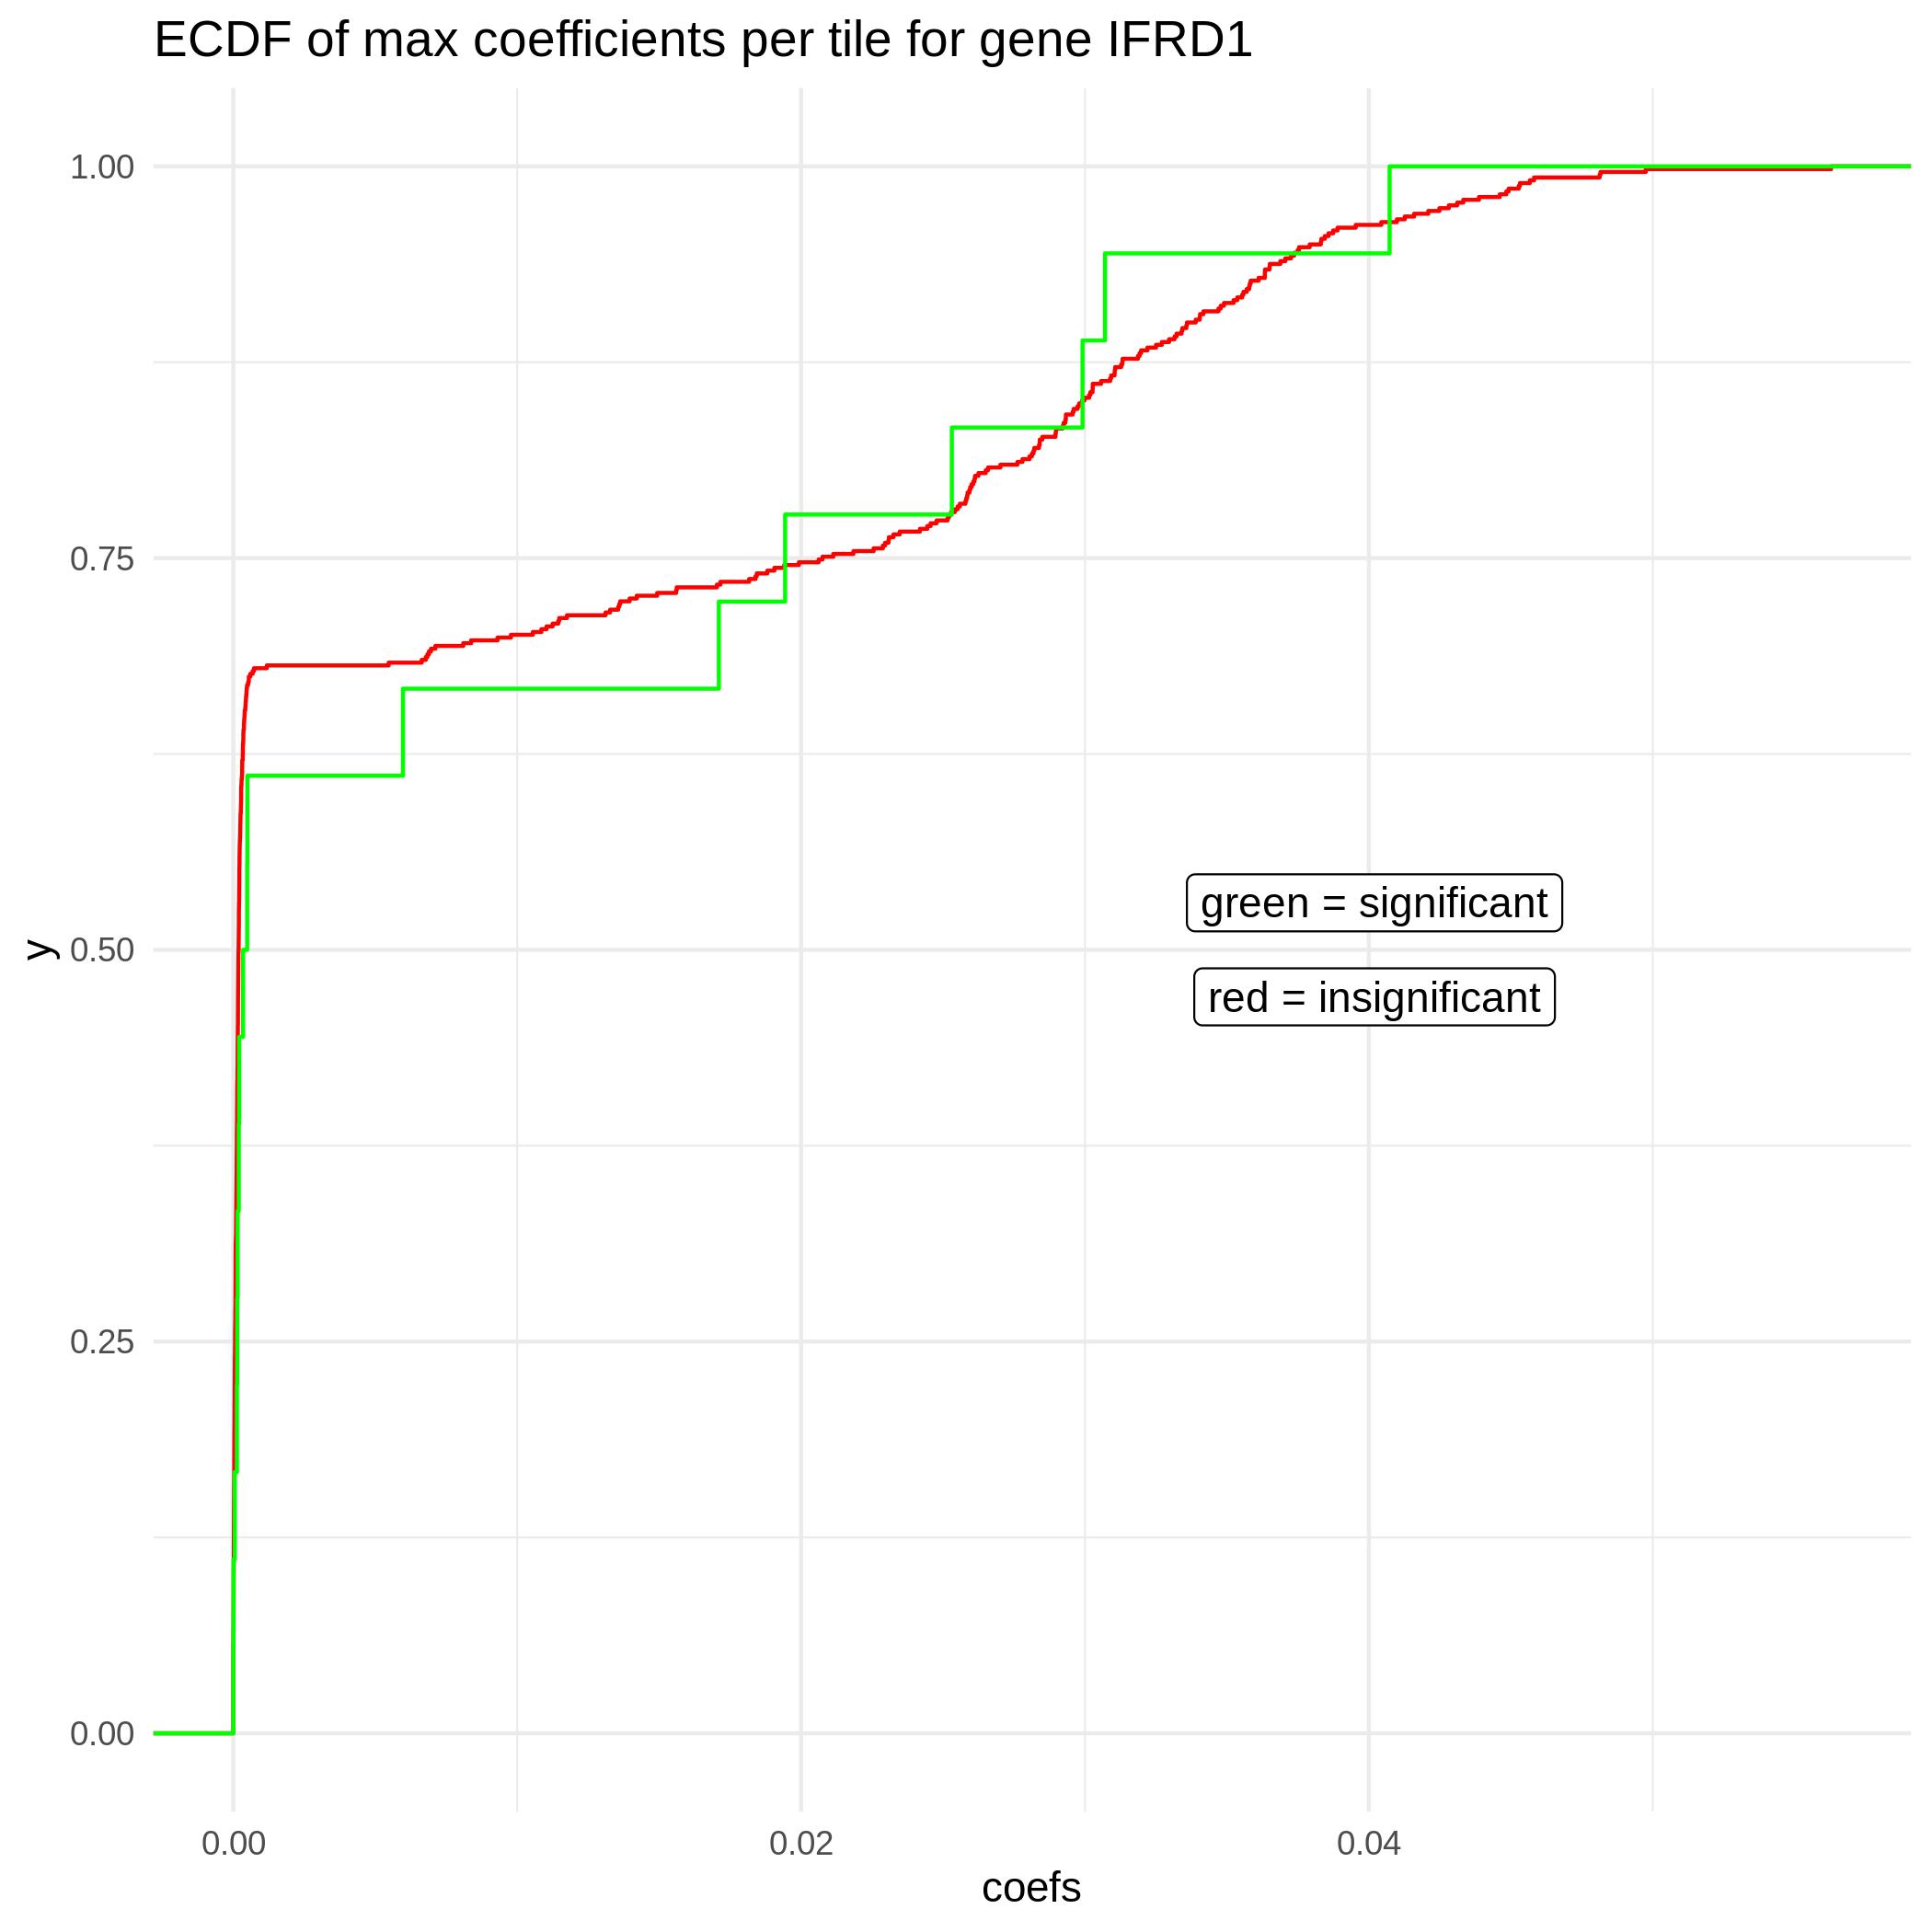 ECDF of max coefficients per tile for gene IFRD1
1.00
0.75
0.50
0.25
0.00
y
green = significant
red = insignificant
0.00
0.02
0.04
coefs